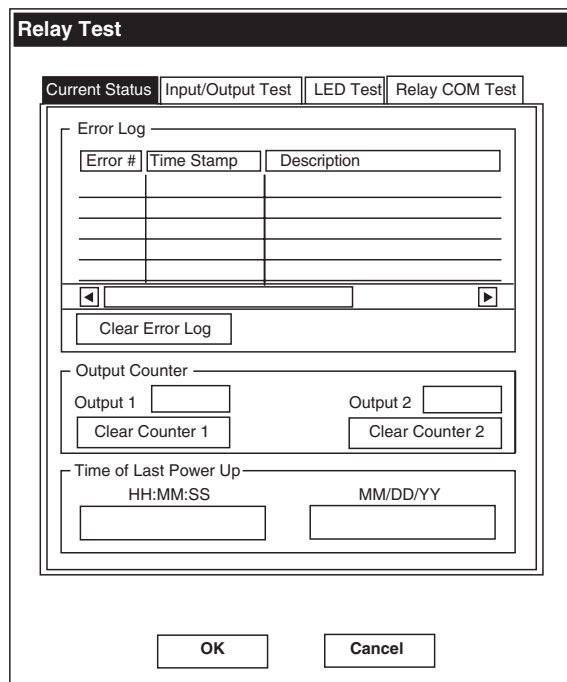 Relay Test
Current Status Input/Output Test LED Test Relay COM Test
Error Log
Error # Time Stamp Description
Clear Error Log
Output Counter
Output 1 Output 2
Clear Counter 1 Clear Counter 2
Time of Last Power Up
HH:MM:SS MM/DD/YY
OK Cancel